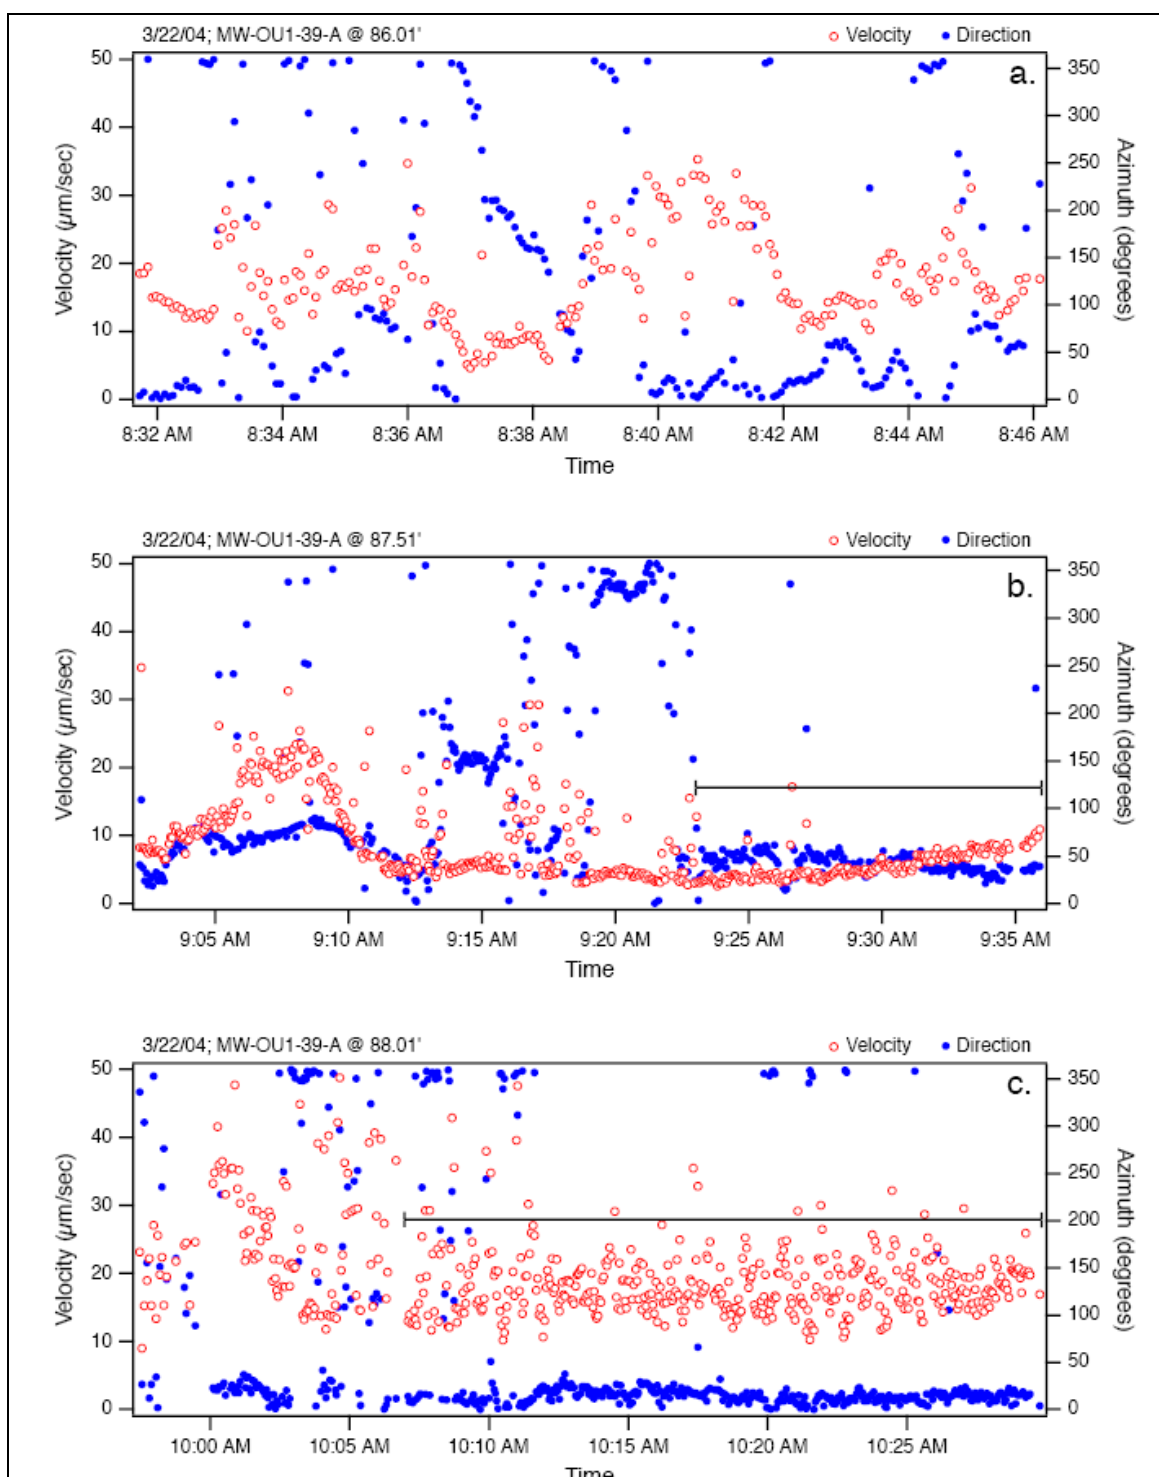 3/22/04; MW-OU1-39-A @ 86.01' Velocity Direction
a.
50 40 30 20 10 0
Velocity (µm/sec)
350 300 250 200 150 100 50 0
Azimuth (degrees)
8:32 AM 8:34 AM 8:36 AM 8:38 AM 8:40 AM 8:42 AM 8:44 AM 8:46 AM
Time
3/22/04; MW-OU1-39-A @ 87.51' Velocity Direction
b.
50 40 30 20 10 0
Velocity (µm/sec)
350 300 250 200 150 100 50 0
Azimuth (degrees)
9:05 AM 9:10 AM 9:15 AM 9:20 AM 9:25 AM 9:30 AM 9:35 AM
Time
3/22/04; MW-OU1-39-A @ 88.01' Velocity Direction
c.
50 40 30 20 10 0
Velocity (µm/sec)
350 300 250 200 150 100 50 0
Azimuth (degrees)
10:00 AM 10:05 AM 10:10 AM 10:15 AM 10:20 AM 10:25 AM
Time